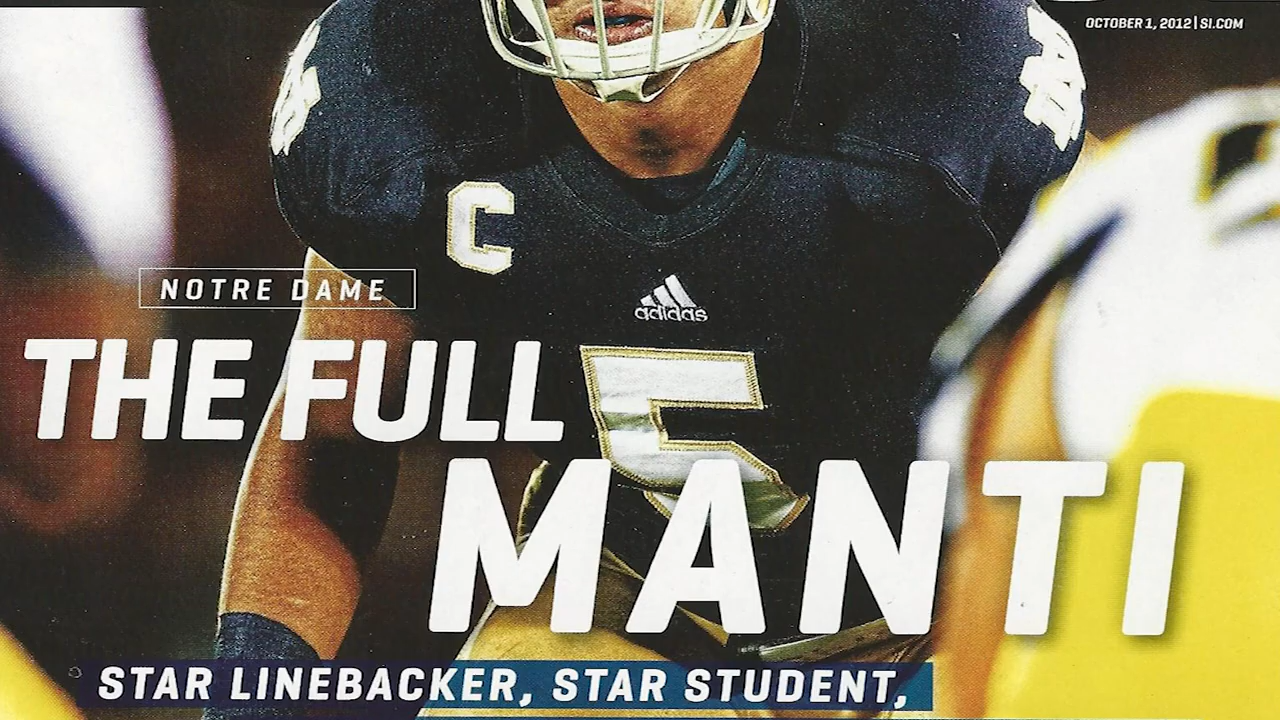 OCTOBER 1, 2012 | SI.COM
C
adidas
NOTRE DAME
THE FULL
5
MANTI
STAR LINEBACKER, STAR STUDENT,